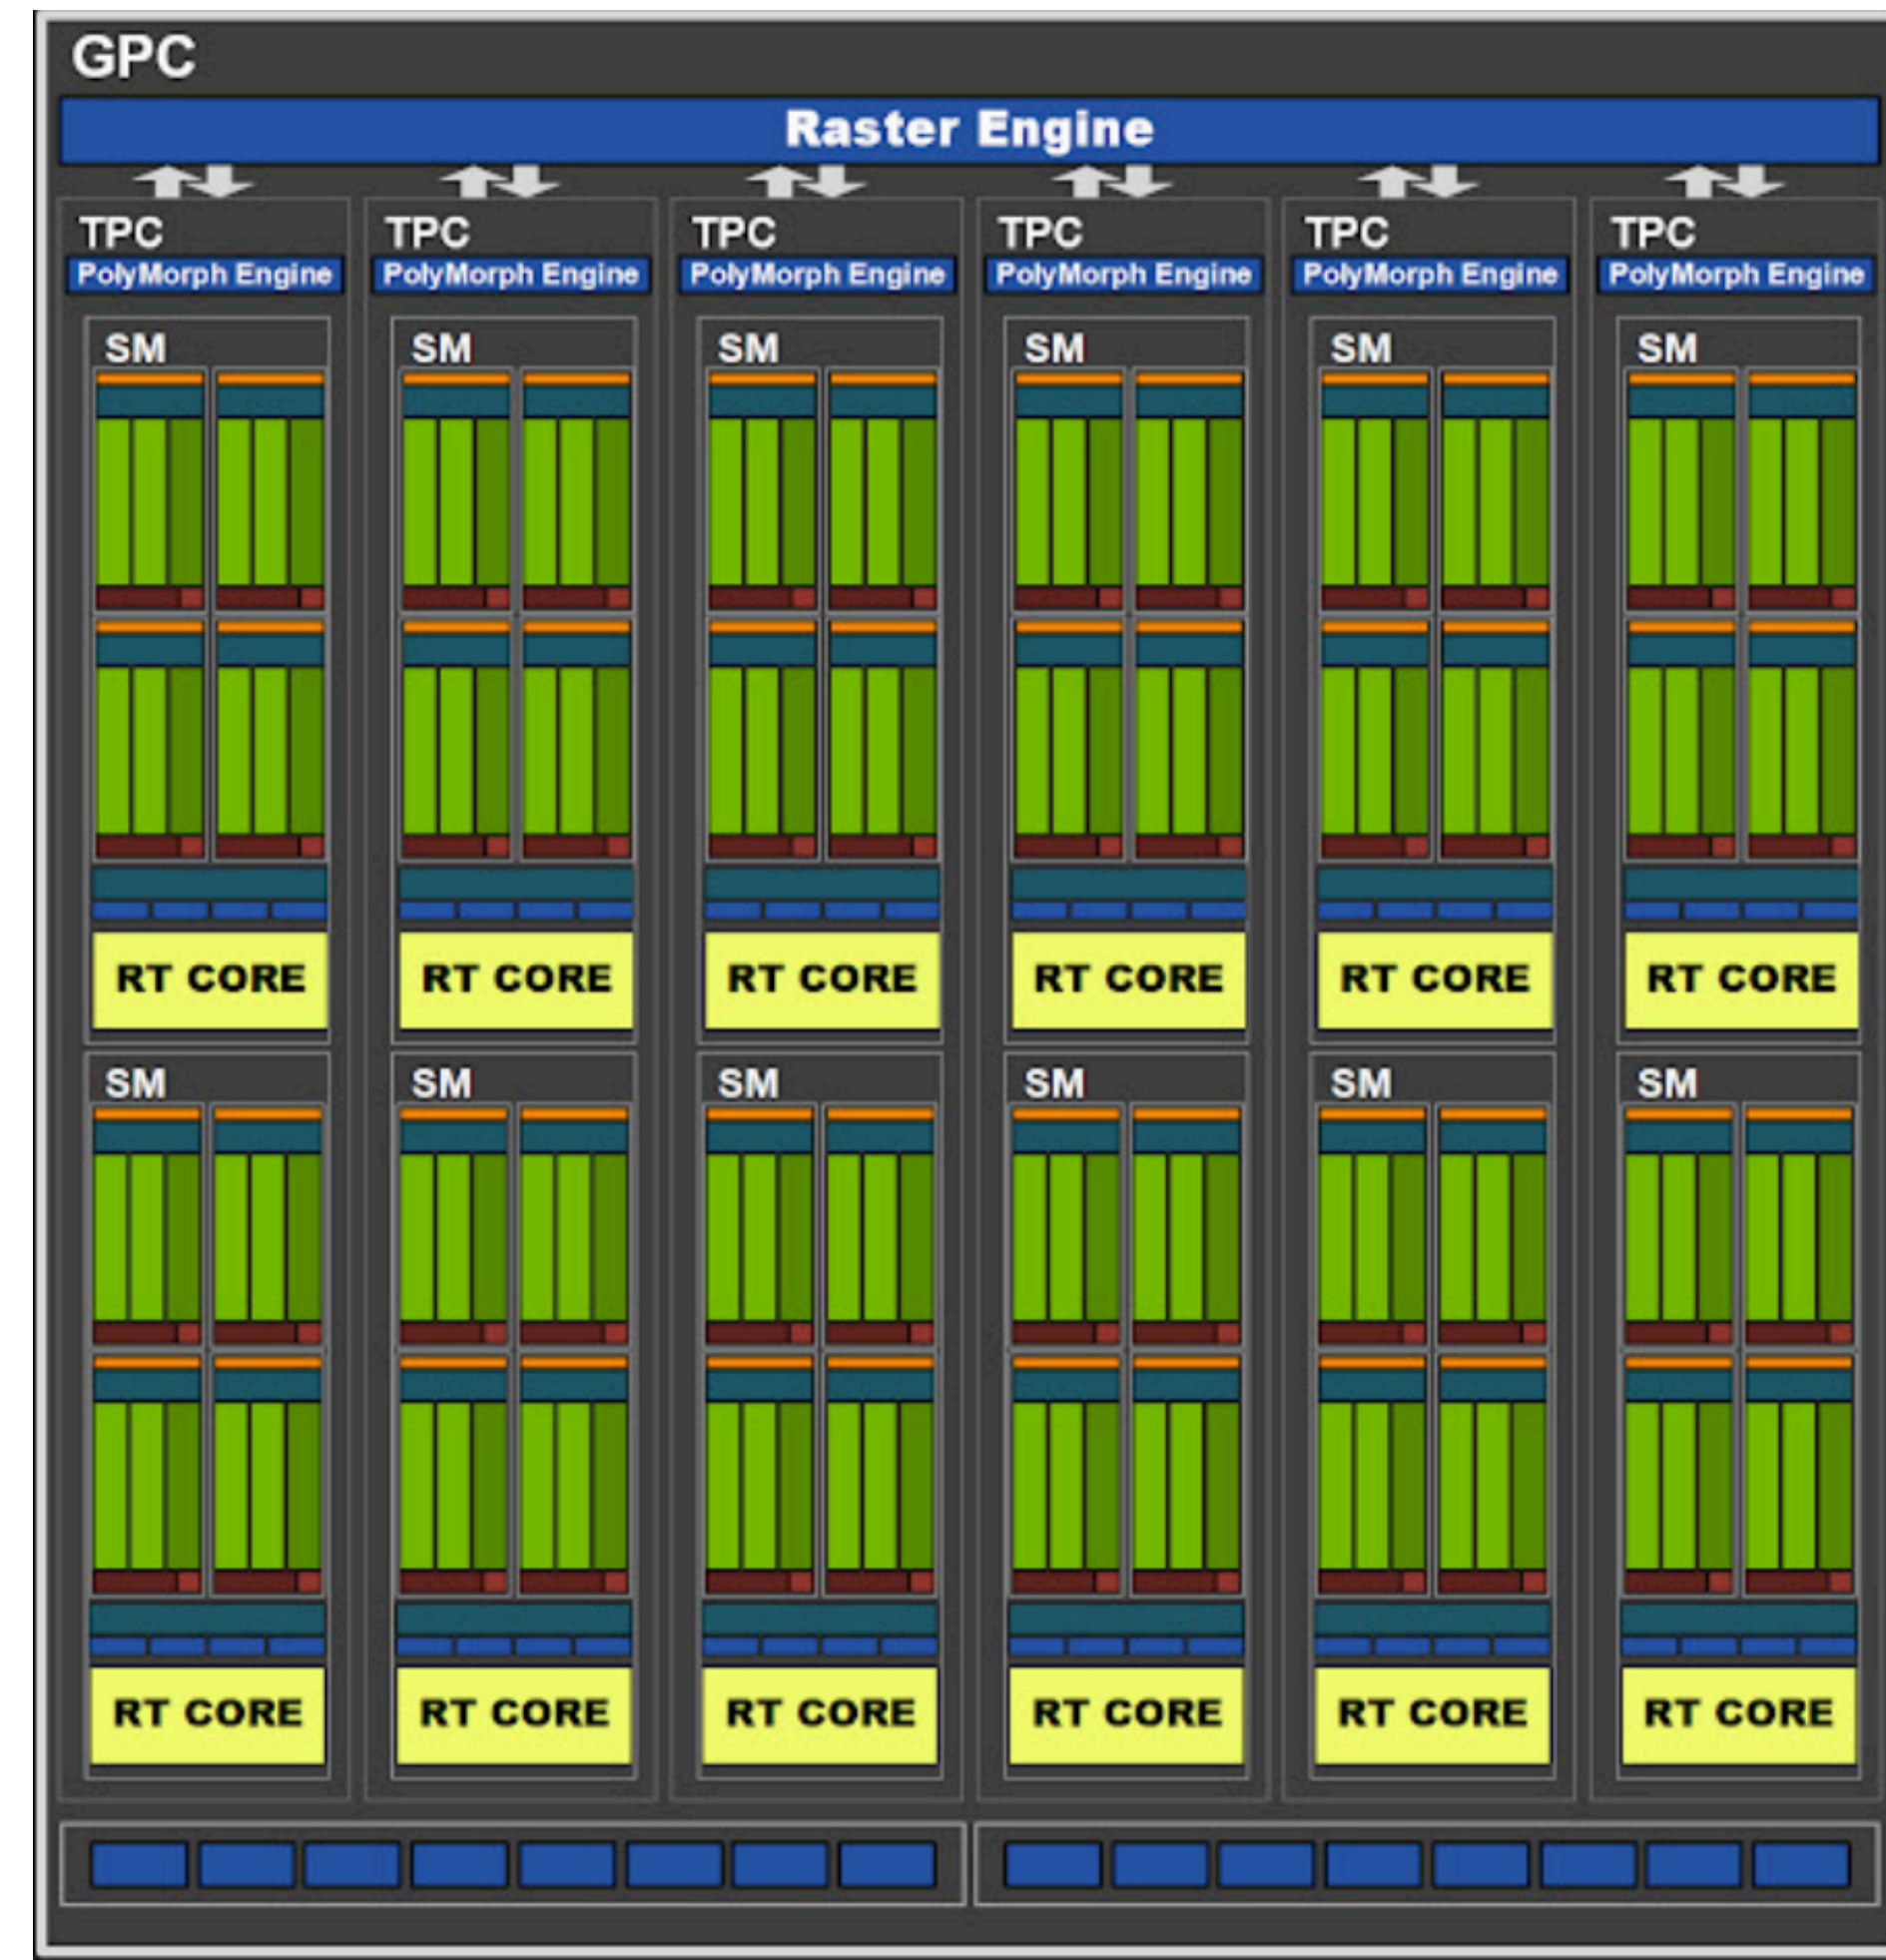 GPC
Raster Engine
TPC TPC TPC TPC TPC TPC
PolyMorph Engine PolyMorph Engine PolyMorph Engine PolyMorph Engine PolyMorph Engine PolyMorph Engine
SM SM SM SM SM SM
RT CORE RT CORE RT CORE RT CORE RT CORE RT CORE
SM SM SM SM SM SM
RT CORE RT CORE RT CORE RT CORE RT CORE RT CORE